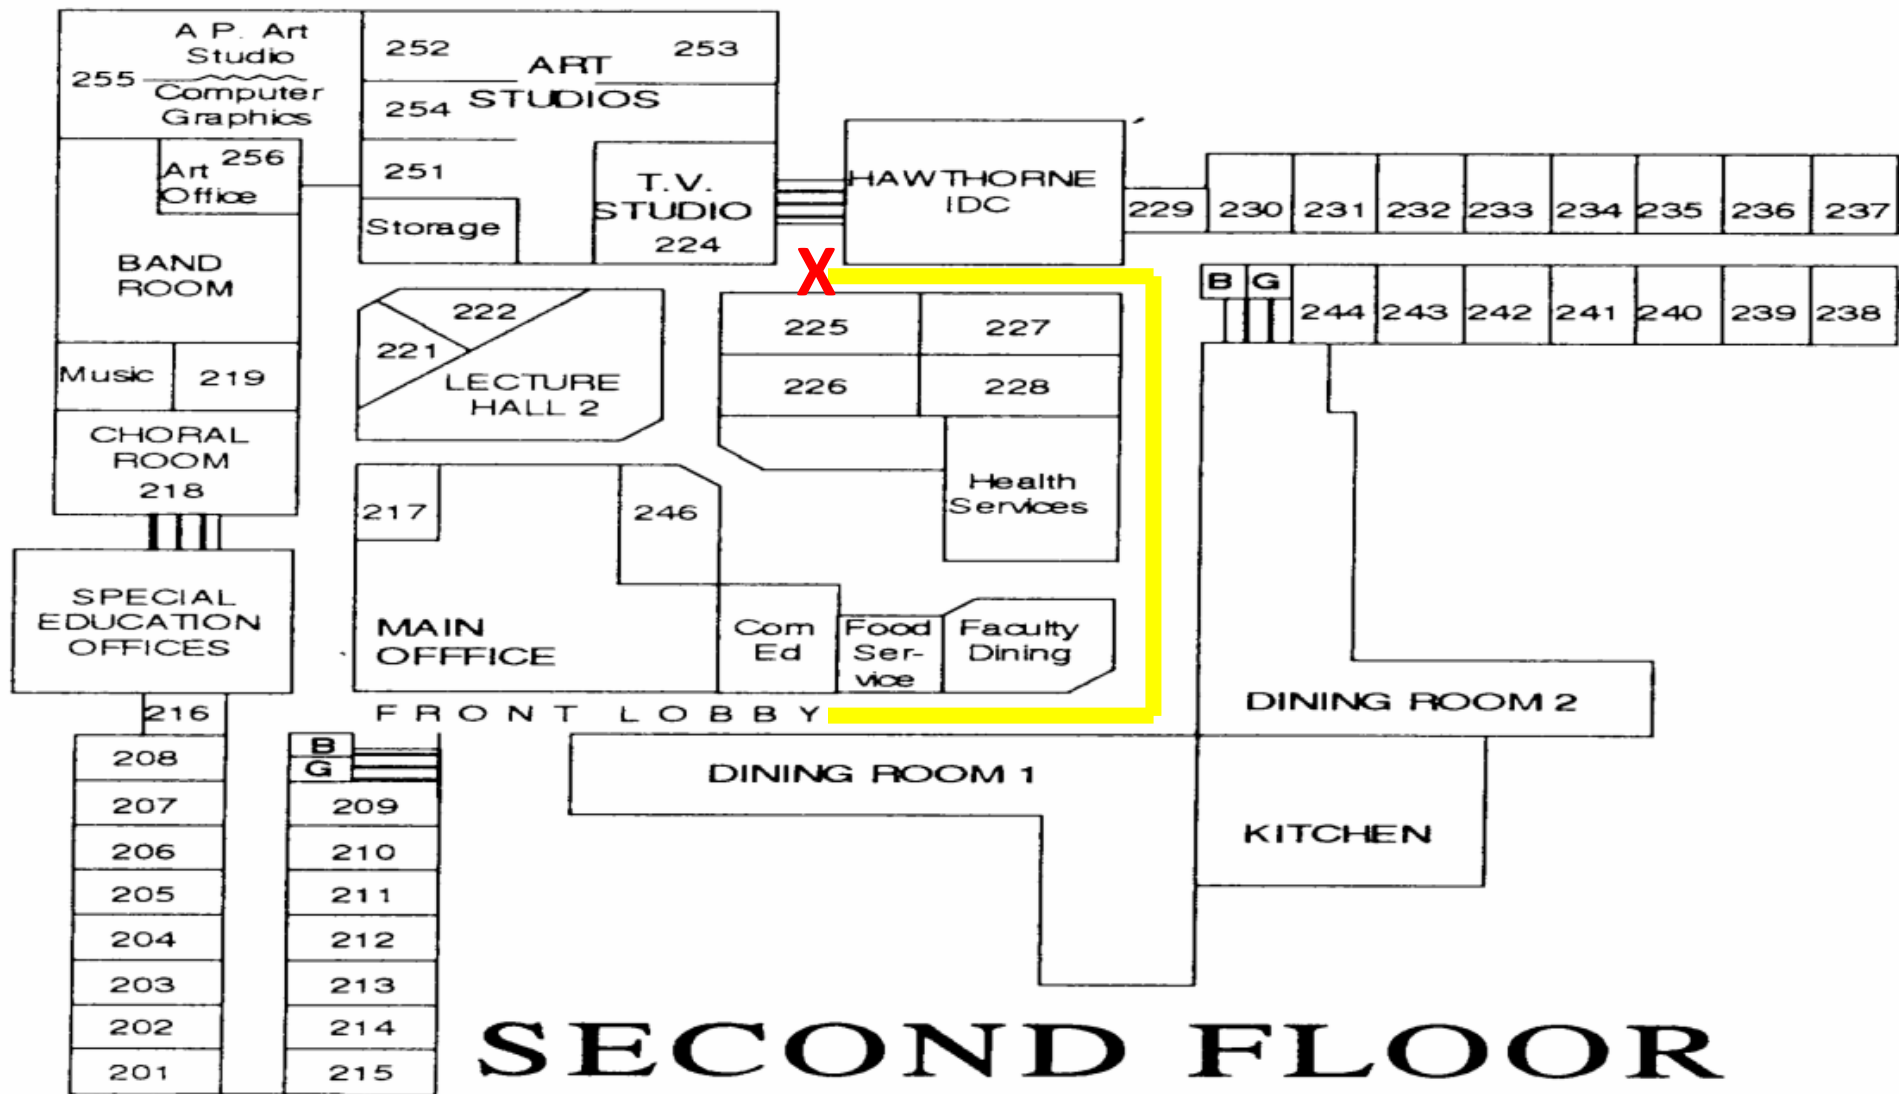 A P. Art
Studio
255
Computer
Graphics
252
ART
253
STUDIOS
254
256
Art
Office
251
Storage
T.V.
STUDIO
224
HAWTHORNE
IDC
229
230
231
232
233
234
235
236
237
BAND
ROOM
X
222
221
LECTURE
HALL 2
225
227
226
228
B
G
244
243
242
241
240
239
238
Music
219
CHORAL
ROOM
218
217
246
Health
Services
SPECIAL
EDUCATION
OFFICES
MAIN
OFFFICE
Com
Ed
Food
Ser-
vice
Faculty
Dining
216
FRONT LOBBY
DINING ROOM 2
208
B
G
DINING ROOM 1
207
209
KITCHEN
206
210
205
211
204
212
203
213
202
214
201
215
SECOND FLOOR